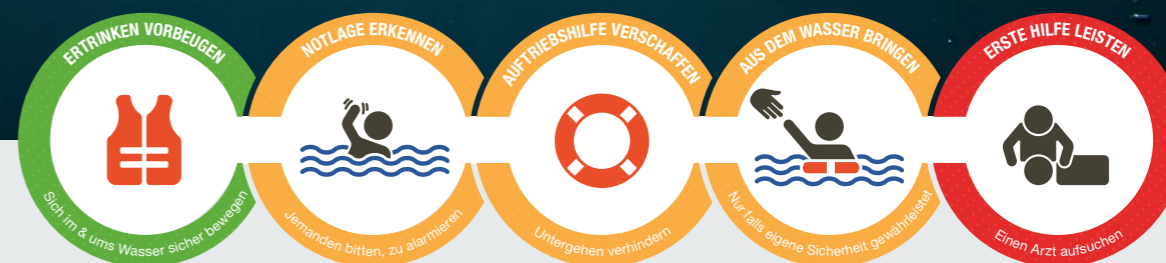 ERTRINKEN VORBEUGEN
Sich im & ums Wasser sicher bewegen
NOTLAGE ERKENNEN
Jemanden bitten, zu alarmieren
AUFTRIEBSHILFE VERSCHAFFEN
Untergehen verhindern
AUS DEM WASSER BRINGEN
Nur falls eigene Sicherheit gewährleistet
ERSTE HILFE LEISTEN
Einen Arzt aufsuchen